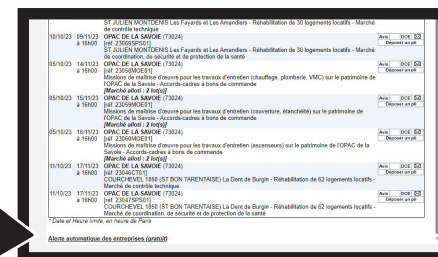 ST JULIEN MONTDENIS Les Fayards et Les Amandiers - Réhabilitation de 30 logements locatifs - Marché
de contrôle technique
10/10/23 09/11/23 OPAC DE LA SAVOIE (73024) Avis DCE
à 16h00 [réf. 23069SPS01] Déposer un pli
ST JULIEN MONTDENIS Les Fayards et Les Amandiers - Réhabilitation de 30 logements locatifs - Marché
de coordination, de sécurité et de protection de la santé
05/10/23 14/11/23 OPAC DE LA SAVOIE (73024) Avis DCE
à 16h00 [réf. 23058MOE01] Déposer un pli
Missions de maîtrise d'œuvre pour les travaux d'entretien (chauffage, plomberie, VMC) sur le patrimoine de
l'OPAC de la Savoie - Accords-cadres à bons de commande
[Marché alloti : 2 lot(s)]
05/10/23 15/11/23 OPAC DE LA SAVOIE (73024) Avis DCE
à 16h00 [réf. 23059MOE01] Déposer un pli
Missions de maîtrise d'œuvre pour les travaux d'entretien (couverture, étanchéité) sur le patrimoine de
l'OPAC de la Savoie - Accords-cadres à bons de commande
[Marché alloti : 2 lot(s)]
05/10/23 16/11/23 OPAC DE LA SAVOIE (73024) Avis DCE
à 16h00 [réf. 23060MOE01] Déposer un pli
Missions de maîtrise d'œuvre pour les travaux d'entretien (ascenseurs) sur le patrimoine de l'OPAC de la
Savoie - Accords-cadres à bons de commande
[Marché alloti : 2 lot(s)]
11/10/23 17/11/23 OPAC DE LA SAVOIE (73024) Avis DCE
à 16h00 [réf. 23046CT01] Déposer un pli
COURCHEVEL 1850 (ST BON TARENTAISE) La Dent de Burgin - Réhabilitation de 62 logements locatifs -
Marché de contrôle technique
11/10/23 17/11/23 OPAC DE LA SAVOIE (73024) Avis DCE
à 16h00 [réf. 23047SPS01] Déposer un pli
COURCHEVEL 1850 (ST BON TARENTAISE) La Dent de Burgin - Réhabilitation de 62 logements locatifs -
Marché de coordination, de sécurité et de protection de la santé
* Date et Heure limite, en heure de Paris
Alerte automatique des entreprises (gratuit)